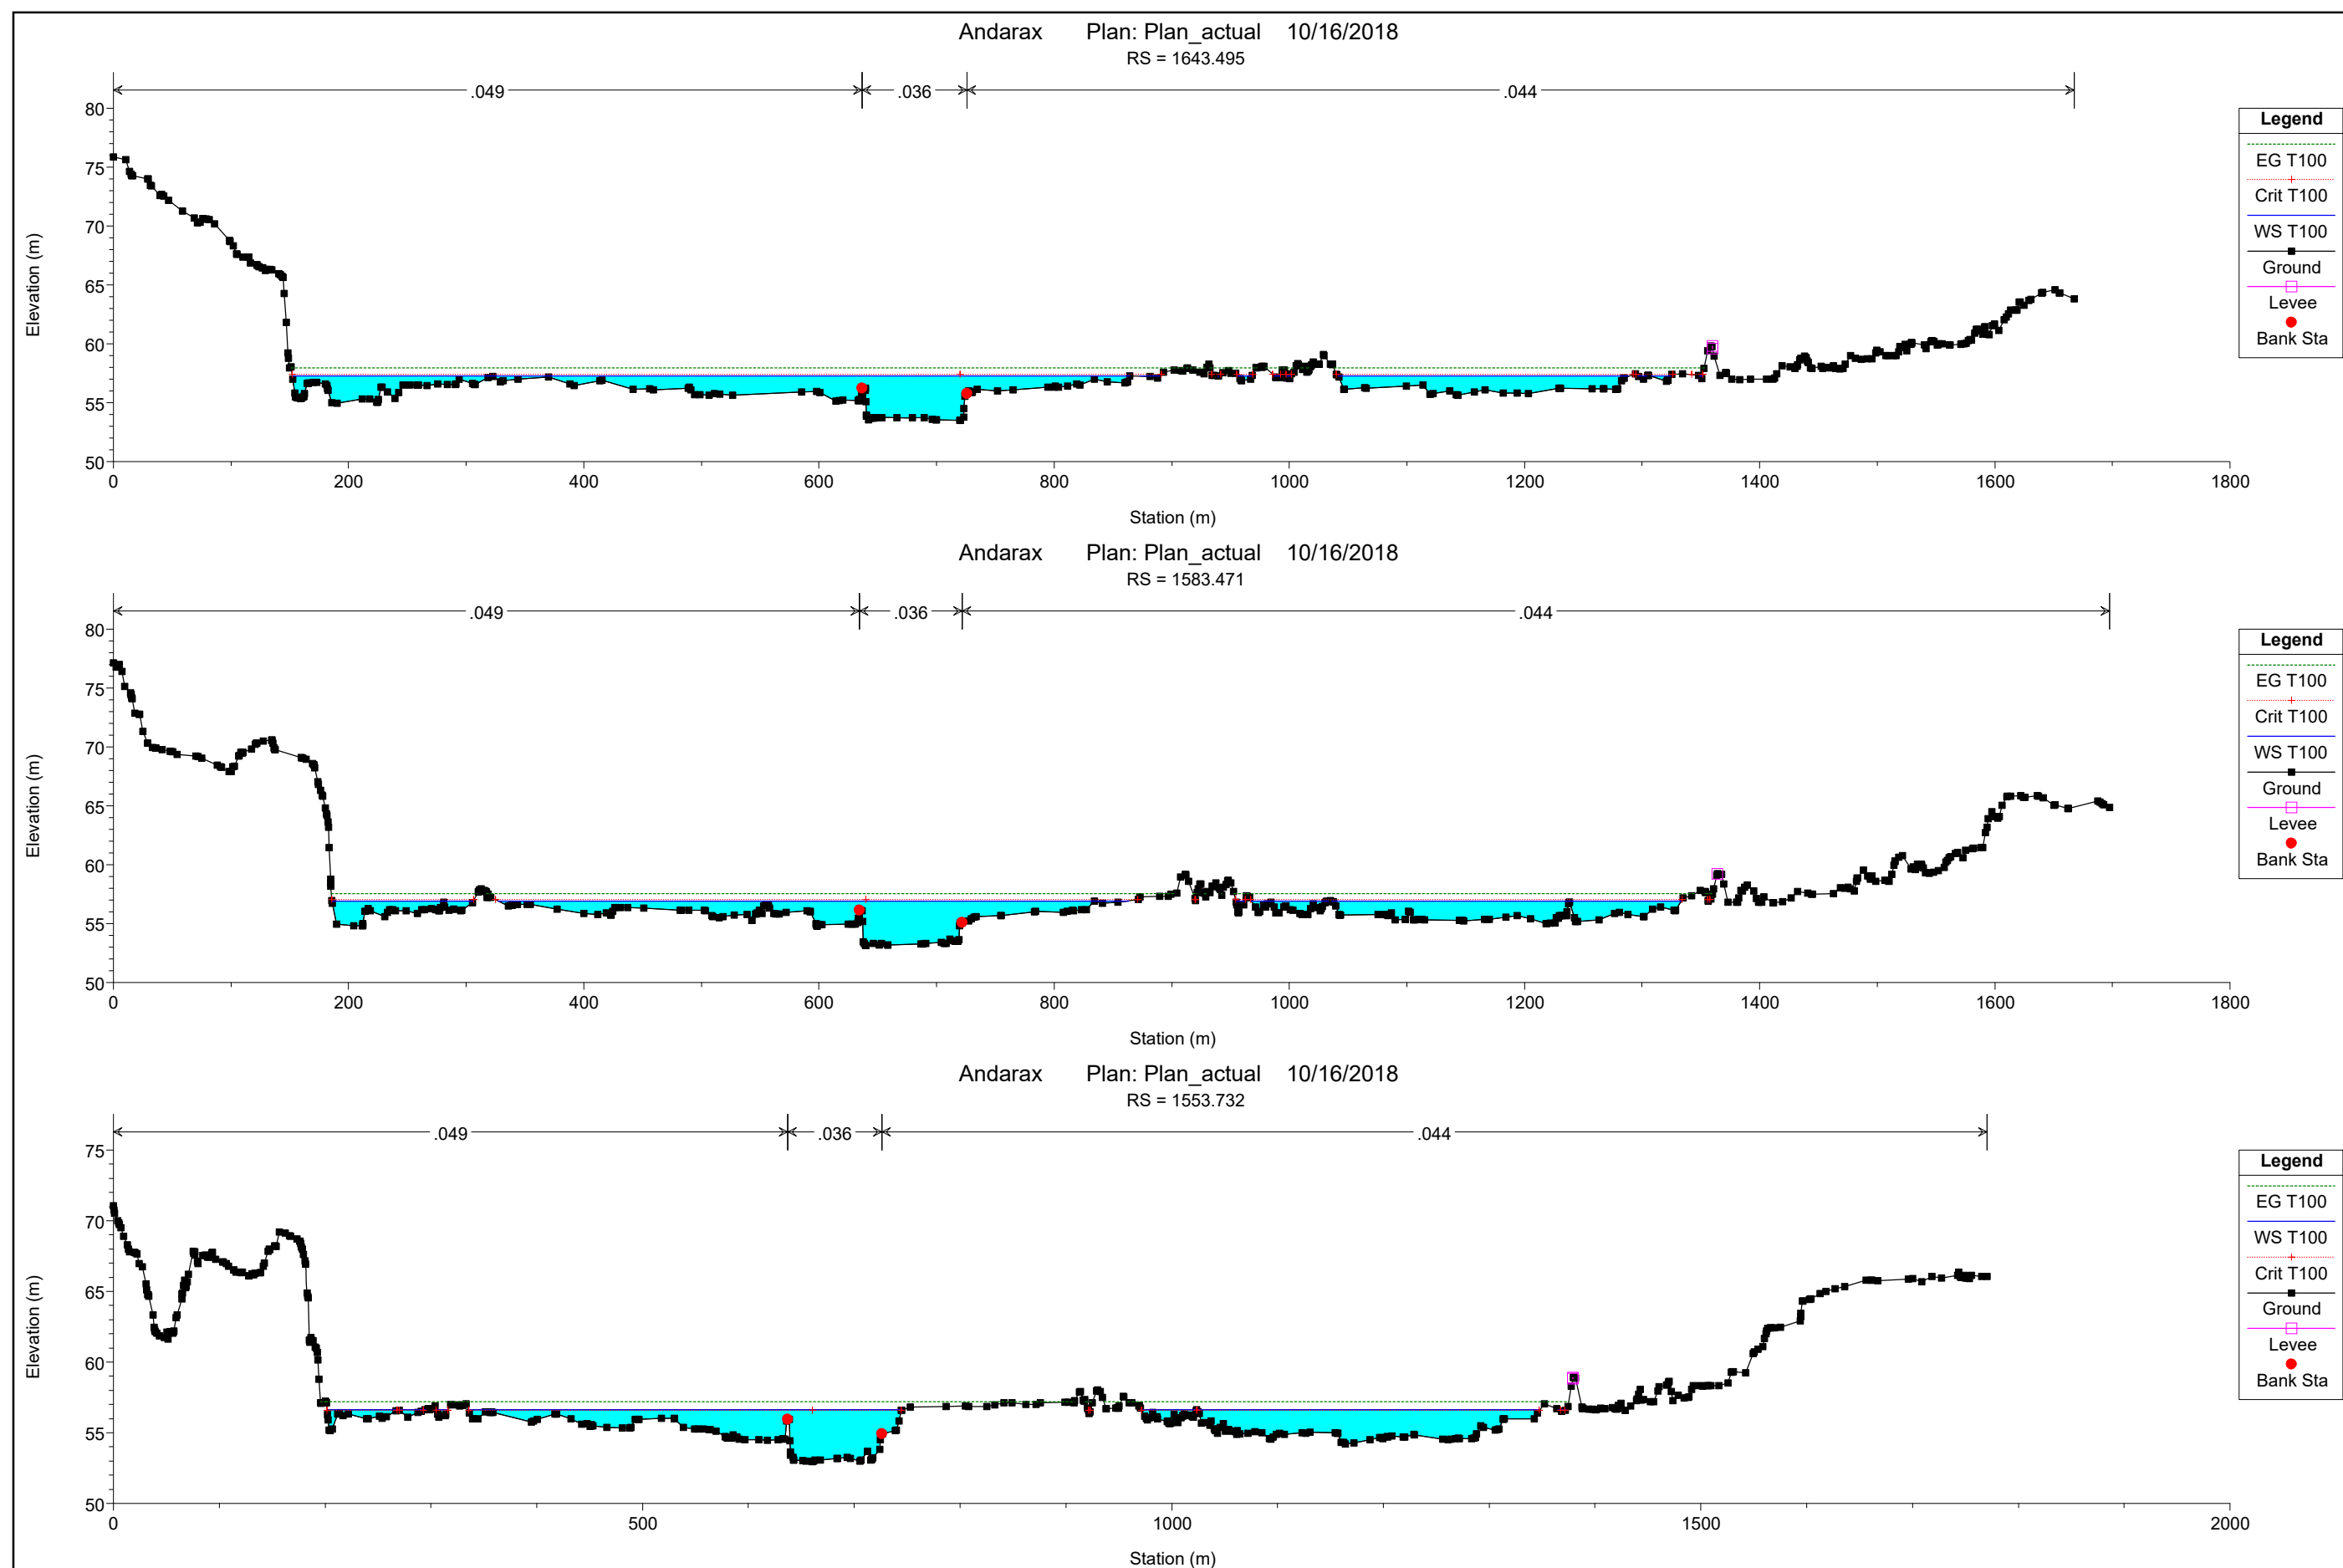 Andarax Plan: Plan_actual 10/16/2018
RS = 1643.495
.049 .036 .044
Elevation (m)
80
75
70
65
60
55
50
0 200 400 600 800 1000 1200 1400 1600 1800
Station (m)
Legend
EG T100
Crit T100
WS T100
Ground
Levee
Bank Sta
Andarax Plan: Plan_actual 10/16/2018
RS = 1583.471
.049 .036 .044
Elevation (m)
80
75
70
65
60
55
50
0 200 400 600 800 1000 1200 1400 1600 1800
Station (m)
Legend
EG T100
Crit T100
WS T100
Ground
Levee
Bank Sta
Andarax Plan: Plan_actual 10/16/2018
RS = 1553.732
.049 .036 .044
Elevation (m)
75
70
65
60
55
50
0 500 1000 1500 2000
Station (m)
Legend
EG T100
WS T100
Crit T100
Ground
Levee
Bank Sta